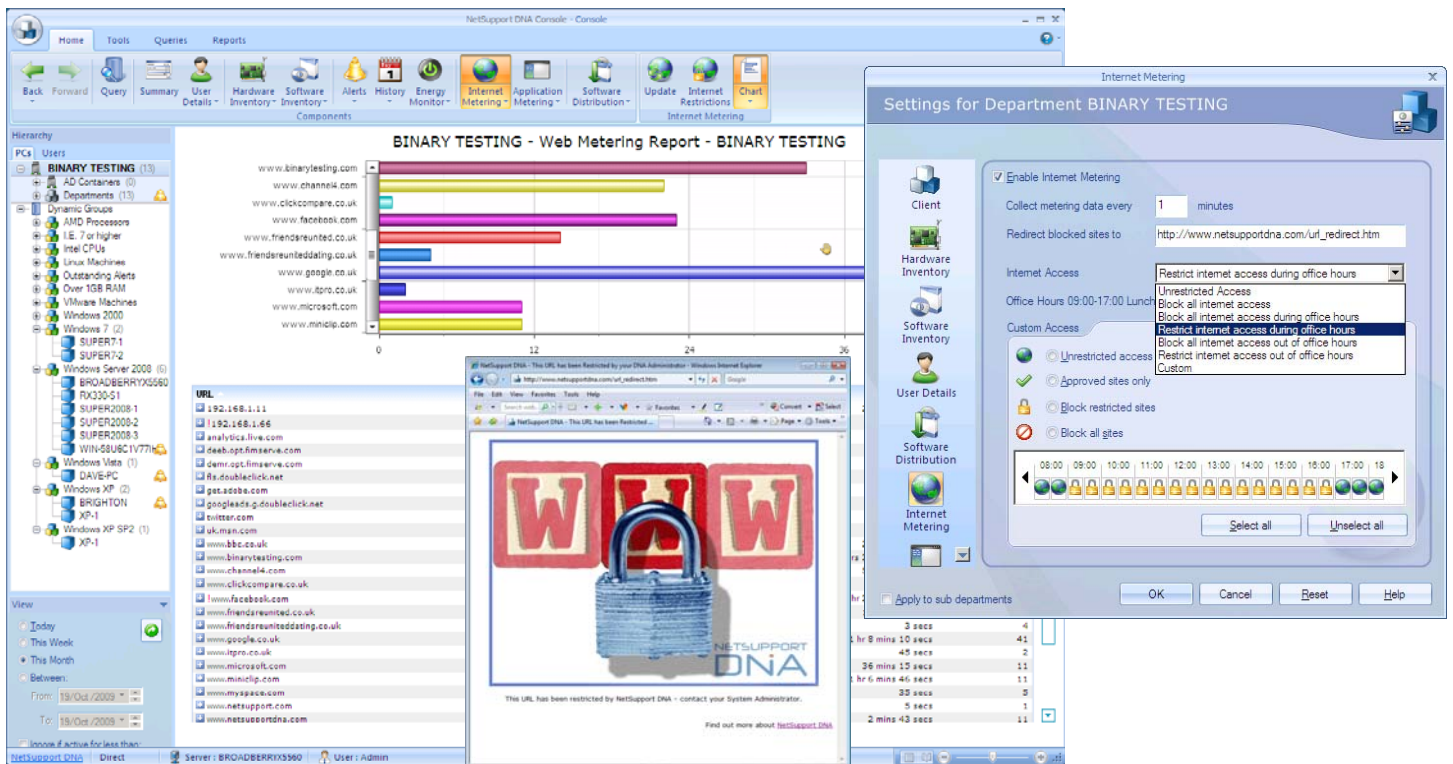 NetSupport DNA Console - Console
Home Tools Queries Reports
Back Forward Query Summary User Details Hardware Inventory Software Inventory Alerts History Energy Monitor Internet Metering Application Metering Software Distribution Update Internet Restrictions Chart
Components Internet Metering
Hierarchy
PCs Users
BINARY TESTING (13)
AD Containers (0)
Departments (13)
Dynamic Groups
AMD Processors
I.E. 7 or higher
Intel CPUs
Linux Machines
Outstanding Alerts
Over 1GB RAM
VMware Machines
Windows 2000
Windows 7 (2)
SUPER7-1
SUPER7-2
Windows Server 2008 (6)
BROADBERRYX5560
RX330-S1
SUPER2008-1
SUPER2008-2
SUPER2008-3
WIN-58U6C1V77I
Windows Vista (1)
DAVE-PC
Windows XP (2)
BRIGHTON
XP-1
Windows XP SP2 (1)
XP-1
View
Today
This Week
This Month
Between:
From: 19/Oct/2009
To: 19/Oct/2009
Ignore if active for less than:
NetSupport DNA Direct Server : BROADBERRYX5560 User : Admin
BINARY TESTING - Web Metering Report - BINARY TESTING
www.binarytesting.com
www.channel4.com
www.clickcompare.co.uk
www.facebook.com
www.friendsreunited.co.uk
www.friendsreuniteddating.co.uk
www.google.co.uk
www.itpro.co.uk
www.microsoft.com
www.miniclip.com
0 12 24 36
URL
192.168.1.11
!192.168.1.66
analytics.live.com
deeb.opt.fimserve.com
demr.opt.fimserve.com
fls.doubleclick.net
get.adobe.com
googleads.g.doubleclick.net
twitter.com
uk.msn.com
www.bbc.co.uk
www.binarytesting.com
www.channel4.com
www.clickcompare.co.uk
!www.facebook.com
www.friendsreunited.co.uk
www.friendsreuniteddating.co.uk 3 secs 4
www.google.co.uk 1 hr 8 mins 10 secs 41
www.itpro.co.uk 45 secs 2
www.microsoft.com 36 mins 15 secs 11
www.miniclip.com 1 hr 6 mins 46 secs 11
www.myspace.com 35 secs 5
www.netsupport.com 5 secs 1
www.netsupportdna.com 2 mins 43 secs 11
NetSupport DNA - This URL has been Restricted by your DNA Administrator - Windows Internet Explorer
http://www.netsupportdna.com/url_redirect.htm Google
File Edit View Favorites Tools Help
Search web Favorites Convert Select
NetSupport DNA - This URL has been Restricted ... Page Tools
W W W
NETSUPPORT
DNA
This URL has been restricted by NetSupport DNA - contact your System Administrator.
Find out more about NetSupport DNA
Internet Metering
Settings for Department BINARY TESTING
Client
Hardware Inventory
Software Inventory
User Details
Software Distribution
Internet Metering
Enable Internet Metering
Collect metering data every 1 minutes
Redirect blocked sites to http://www.netsupportdna.com/url_redirect.htm
Internet Access Restrict internet access during office hours
Unrestricted Access
Block all internet access
Block all internet access during office hours
Restrict internet access during office hours
Block all internet access out of office hours
Restrict internet access out of office hours
Custom
Office Hours 09:00-17:00 Lunch
Custom Access
Unrestricted access
Approved sites only
Block restricted sites
Block all sites
08:00 09:00 10:00 11:00 12:00 13:00 14:00 15:00 16:00 17:00 18
Select all Unselect all
Apply to sub departments
OK Cancel Reset Help